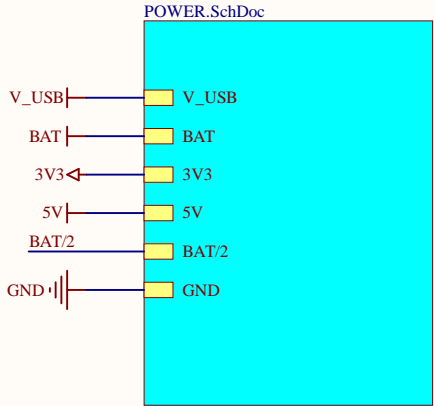 POWER.SchDoc
V_USB V_USB
BAT BAT
3V3 3V3
5V 5V
BAT/2 BAT/2
GND GND